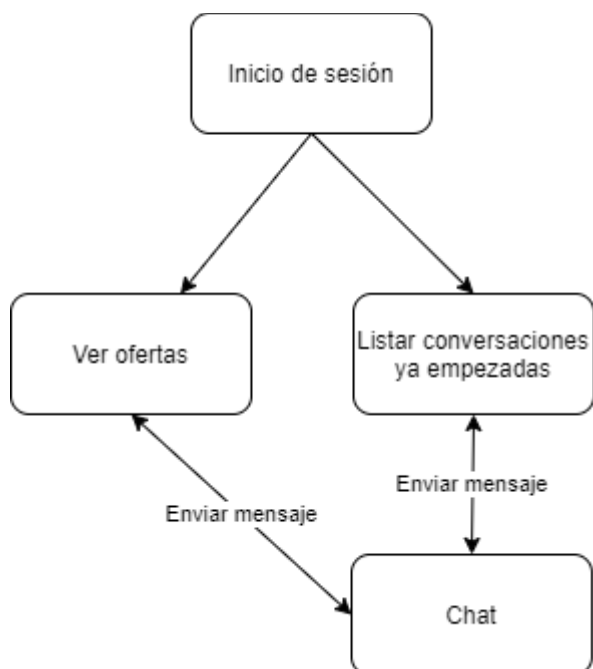 Inicio de sesión
Ver ofertas
Listar conversaciones
ya empezadas
Enviar mensaje
Enviar mensaje
Chat